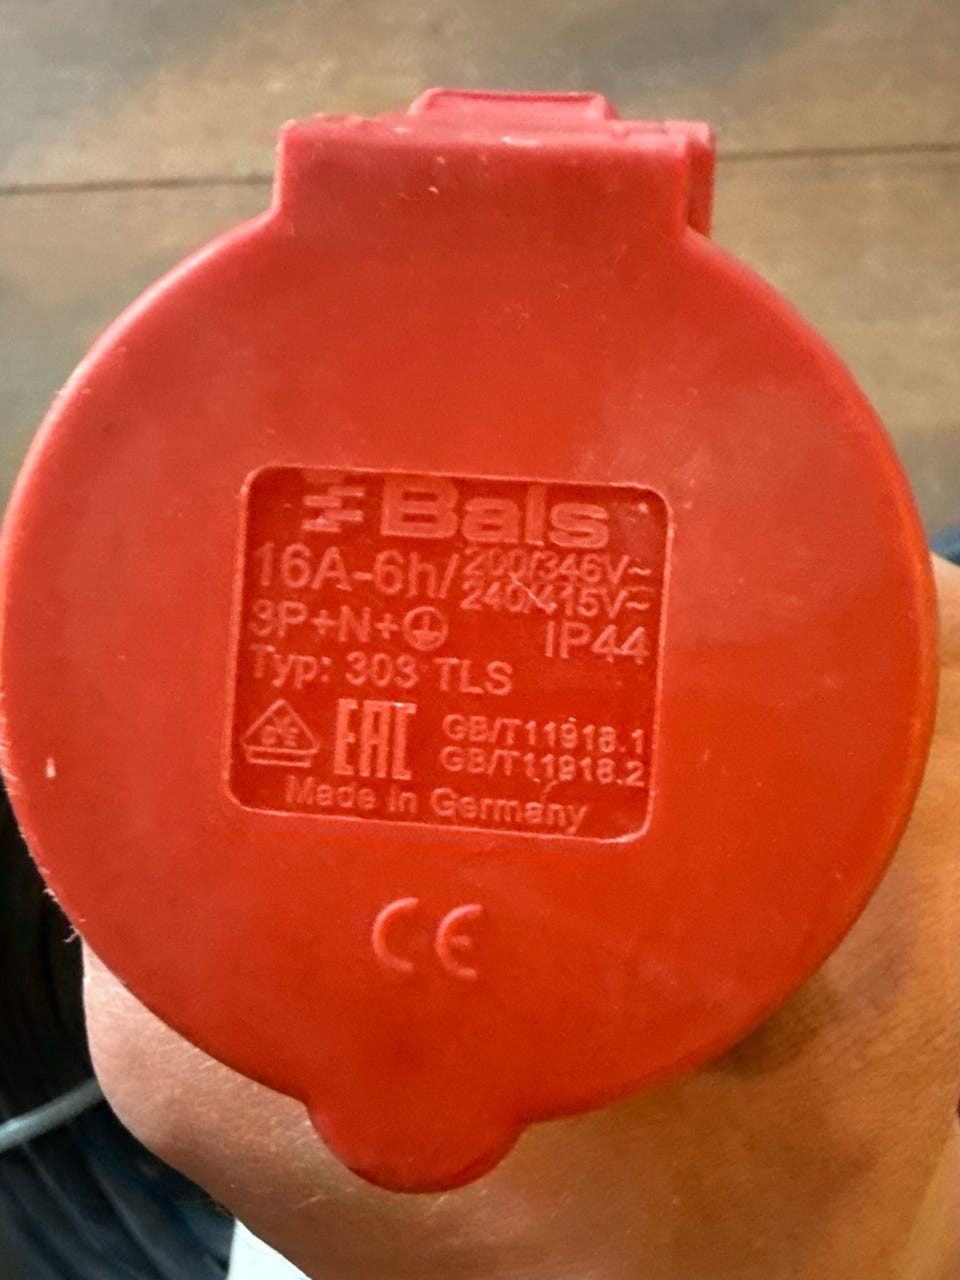 Bals
16A-6h/ 200/346V~
240/415V~
3P+N+⏚ IP44
Typ: 303 TLS
VDE EAC GB/T11918.1
GB/T11918.2
Made in Germany
CE